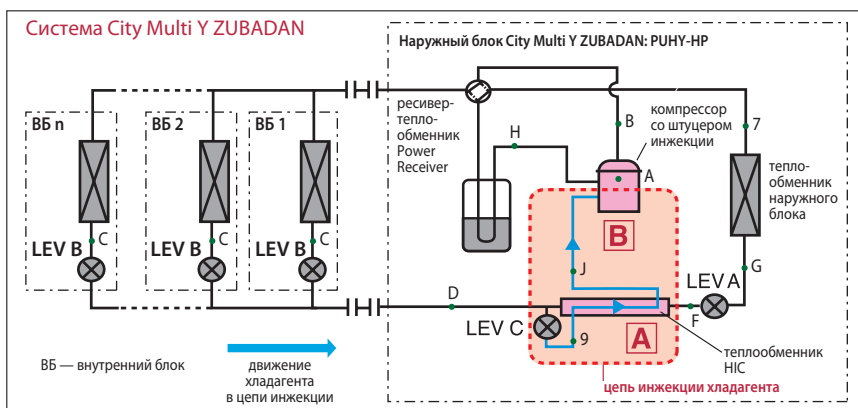 Система City Multi Y ZUBADAN
Наружный блок City Multi Y ZUBADAN: PUHY-HP
ВБ n
ВБ 2
ВБ 1
ресивер-
тепло-
обменник
Power
Receiver
H
B
компрессор
со штуцером
инжекции
A
7
тепло-
обменник
наружного
блока
B
LEV B
C
LEV B
C
LEV B
C
J
G
LEV A
D
F
LEV C
9
A
теплообменник
HIC
ВБ — внутренний блок
движение
хладагента
в цепи инжекции
цепь инжекции хладагента